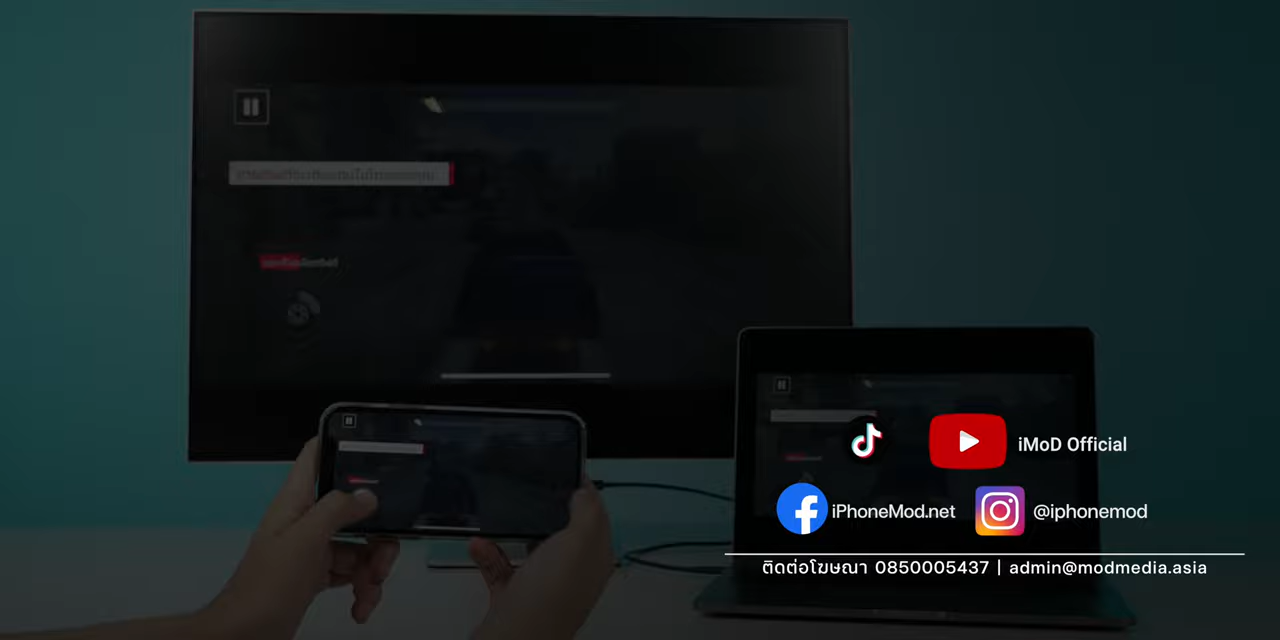 iMoD Official
iPhoneMod.net @iphonemod
ติดต่อโฆษณา 0850005437 | admin@modmedia.asia